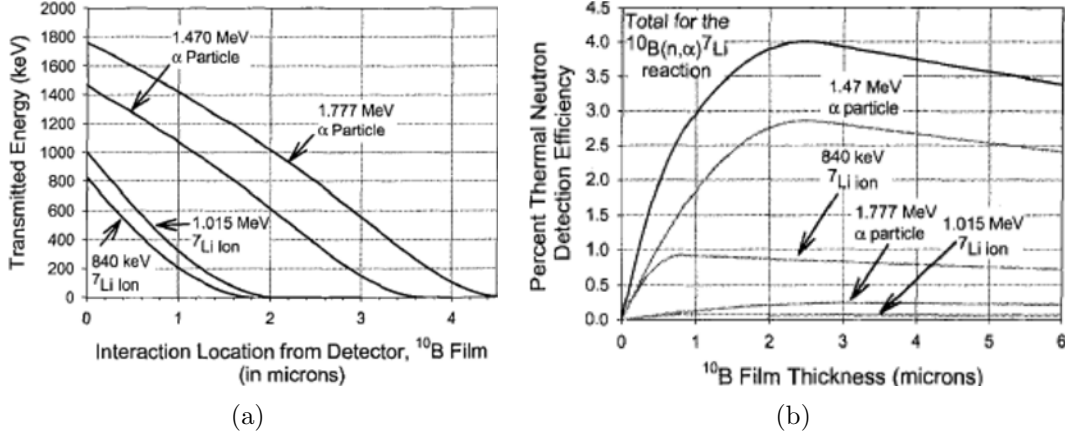 2000
1800
1600
1400
1200
1000
800
600
400
200
0
Transmitted Energy (keV)
1.470 MeV
α Particle
1.777 MeV
α Particle
1.015 MeV
⁷Li Ion
840 keV
⁷Li Ion
0 1 2 3 4
Interaction Location from Detector, ¹⁰B Film
(in microns)
(a)
4.5
4.0
3.5
3.0
2.5
2.0
1.5
1.0
0.5
0.0
Percent Thermal Neutron
Detection Efficiency
Total for the
¹⁰B(n,α)⁷Li
reaction
1.47 MeV
α particle
840 keV
⁷Li ion
1.777 MeV
α particle
1.015 MeV
⁷Li ion
0 1 2 3 4 5 6
¹⁰B Film Thickness (microns)
(b)